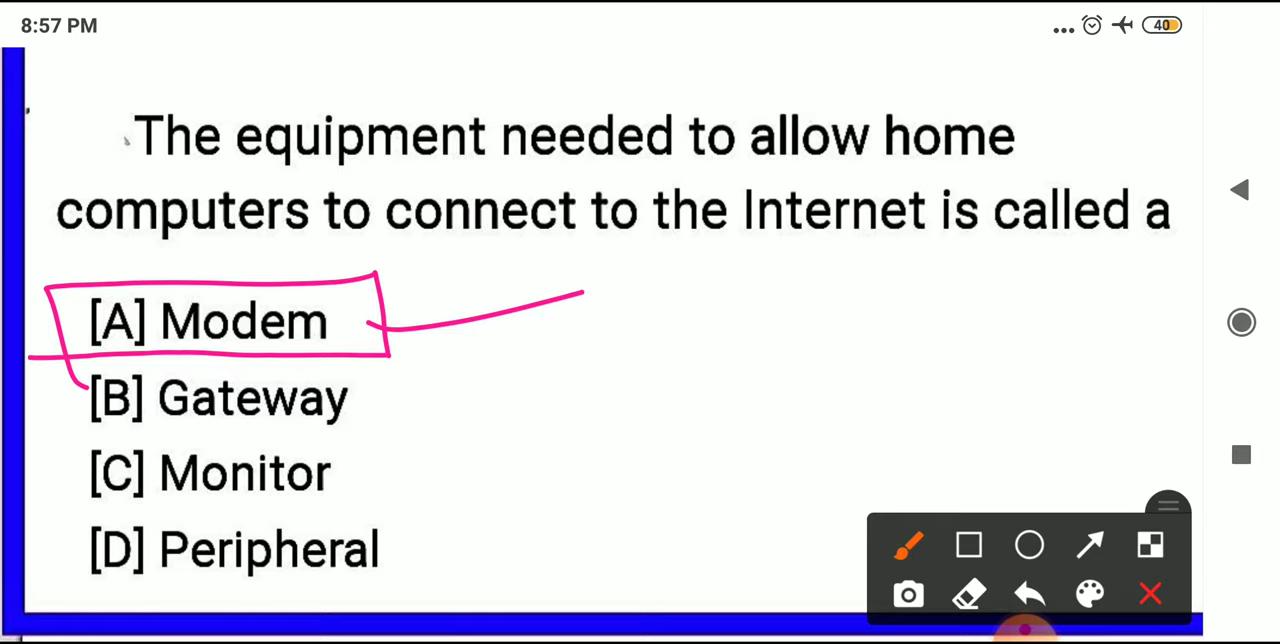 8:57 PM
40
The equipment needed to allow home
computers to connect to the Internet is called a
[A] Modem
[B] Gateway
[C] Monitor
[D] Peripheral